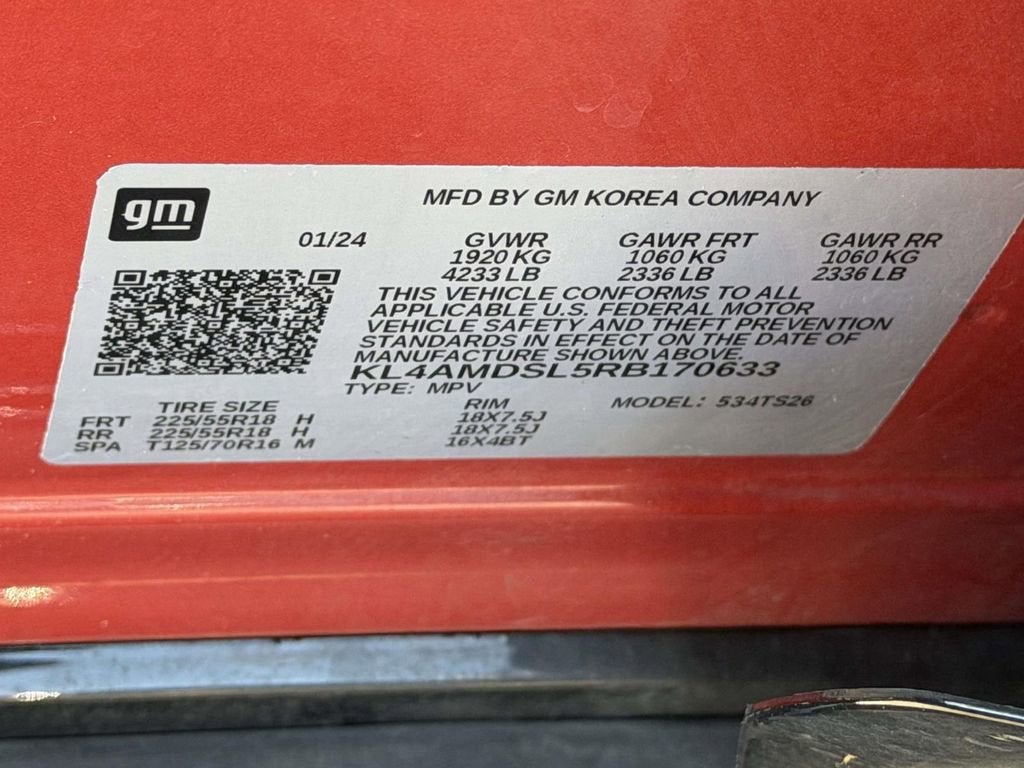 gm
MFD BY GM KOREA COMPANY
01/24 GVWR GAWR FRT GAWR RR
1920 KG 1060 KG 1060 KG
4233 LB 2336 LB 2336 LB
THIS VEHICLE CONFORMS TO ALL
APPLICABLE U.S. FEDERAL MOTOR
VEHICLE SAFETY AND THEFT PREVENTION
STANDARDS IN EFFECT ON THE DATE OF
MANUFACTURE SHOWN ABOVE.
KL4AMDSL5RB170633
TYPE: MPV
TIRE SIZE RIM MODEL: 534TS26
FRT 225/55R18 H 18X7.5J
RR 225/55R18 H 18X7.5J
SPA T125/70R16 M 16X4BT